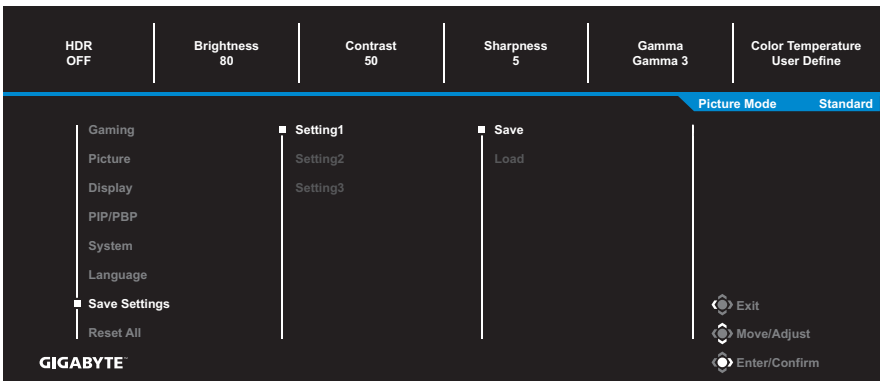 HDR
OFF
Brightness
80
Contrast
50
Sharpness
5
Gamma
Gamma 3
Color Temperature
User Define
Picture Mode Standard
Gaming
Picture
Display
PIP/PBP
System
Language
Save Settings
Reset All
Setting1
Setting2
Setting3
Save
Load
Exit
Move/Adjust
Enter/Confirm
GIGABYTE™